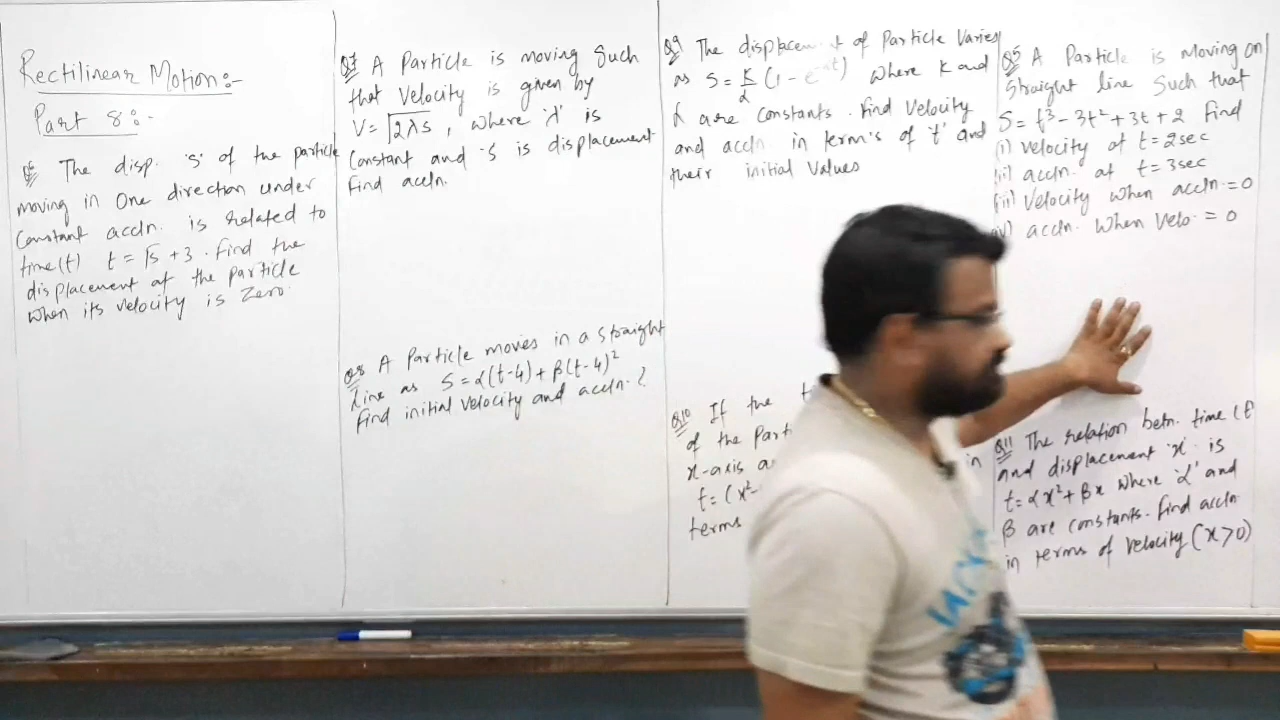 Rectilinear Motion:-
Part 8:-
Q6 The disp. 's' of the particle
moving in One direction under
Constant accln. is related to
time(t) t = √s + 3. find the
displacement of the particle
when its velocity is Zero.
Q7 A Particle is moving Such
that Velocity is given by
V = √2λs, where 'λ' is
Constant and 's' is displacement
find accln.
Q8 A Particle moves in a straight
line as S = α(t-4) + β(t-4)²
find initial velocity and accln.?
Q9 The displacement of Particle Varies
as S = K/α (1 - e^-αt) where K and
α are constants. find velocity
and accln. in term's of 't' and
their initial Values
Q10 If the
of the Part
x-axis a
in
t = (x²-
terms
Q5 A Particle is moving on
straight line Such that
S = t³ - 3t² + 3t + 2 find
(i) velocity at t = 2sec
(ii) accln. at t = 3sec
(iii) Velocity when accln. = 0
(iv) accln. when velo. = 0
Q11 The relation betn. time (t
and displacement 'x' is
t = αx² + βx where 'α' and
β are constants. find accln
in terms of velocity (x>0)